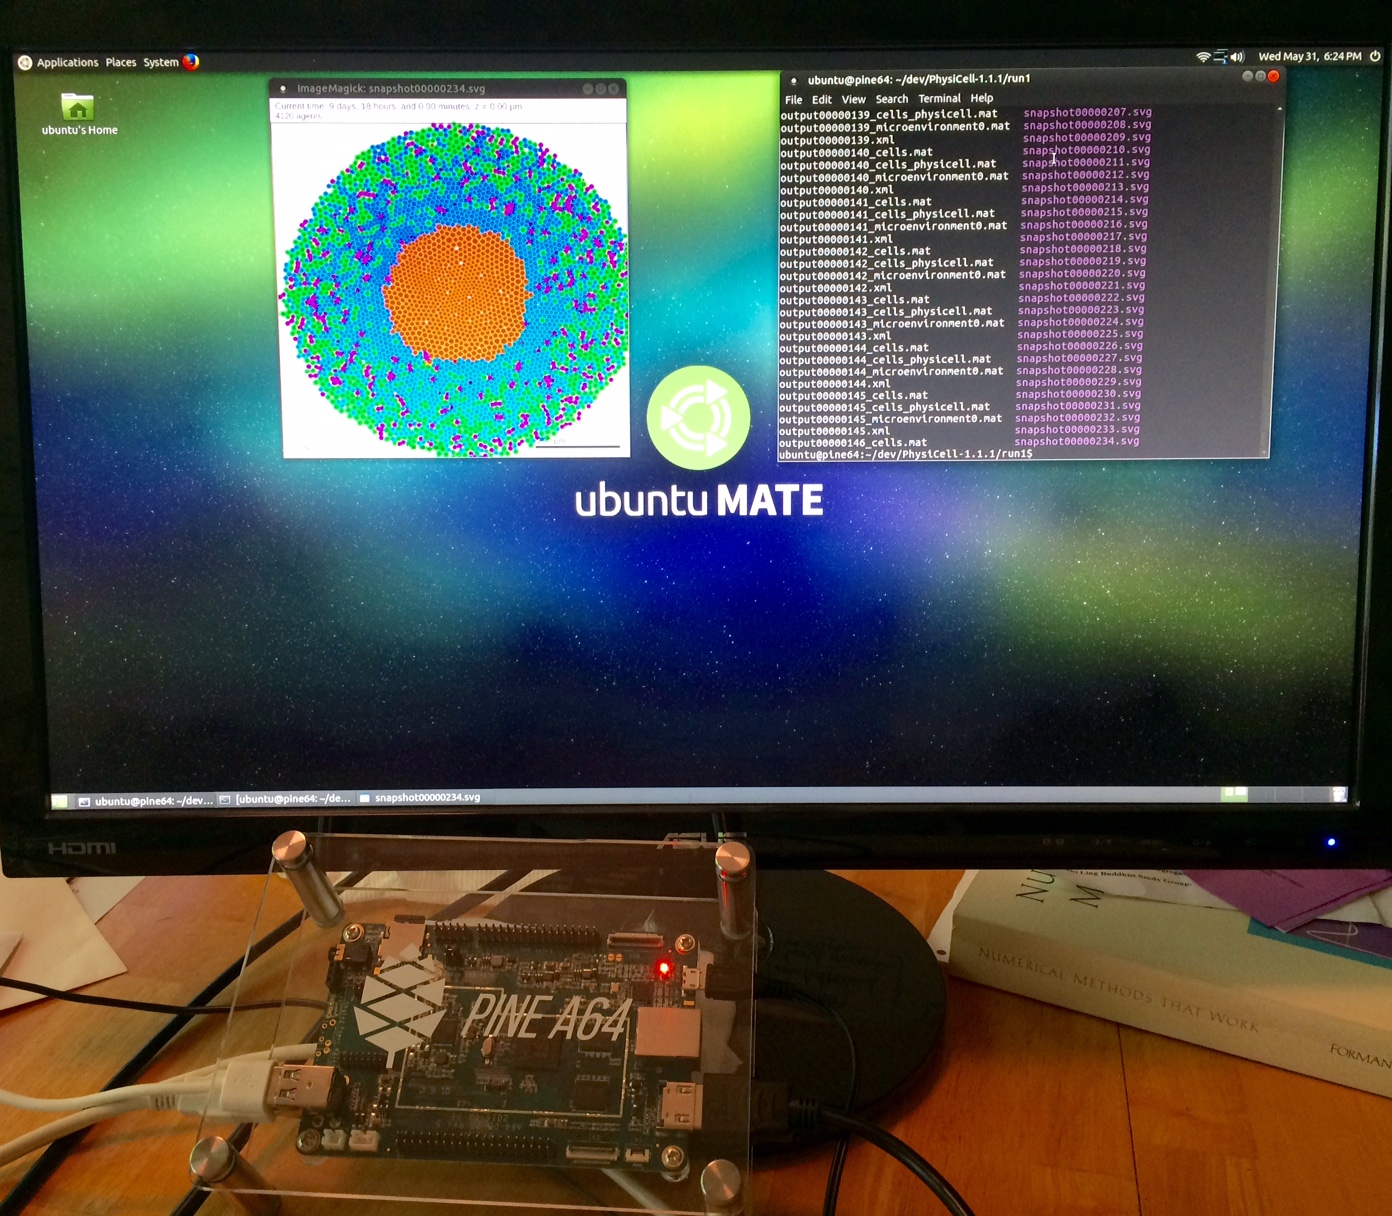 Applications Places System
Wed May 31, 6:24 PM
ubuntu's Home
ImageMagick: snapshot00000234.svg
Current time: 9 days, 18 hours, and 0.00 minutes, z = 0.00 μm
4120 agents
ubuntu@pine64: ~/dev/PhysiCell-1.1.1/run1
File Edit View Search Terminal Help
output00000139_cells_physicell.mat snapshot00000207.svg
output00000139_microenvironment0.mat snapshot00000208.svg
output00000139.xml snapshot00000209.svg
output00000140_cells.mat snapshot00000210.svg
output00000140_cells_physicell.mat snapshot00000211.svg
output00000140_microenvironment0.mat snapshot00000212.svg
output00000140.xml snapshot00000213.svg
output00000141_cells.mat snapshot00000214.svg
output00000141_cells_physicell.mat snapshot00000215.svg
output00000141_microenvironment0.mat snapshot00000216.svg
output00000141.xml snapshot00000217.svg
output00000142_cells.mat snapshot00000218.svg
output00000142_cells_physicell.mat snapshot00000219.svg
output00000142_microenvironment0.mat snapshot00000220.svg
output00000142.xml snapshot00000221.svg
output00000143_cells.mat snapshot00000222.svg
output00000143_cells_physicell.mat snapshot00000223.svg
output00000143_microenvironment0.mat snapshot00000224.svg
output00000143.xml snapshot00000225.svg
output00000144_cells.mat snapshot00000226.svg
output00000144_cells_physicell.mat snapshot00000227.svg
output00000144_microenvironment0.mat snapshot00000228.svg
output00000144.xml snapshot00000229.svg
output00000145_cells.mat snapshot00000230.svg
output00000145_cells_physicell.mat snapshot00000231.svg
output00000145_microenvironment0.mat snapshot00000232.svg
output00000145.xml snapshot00000233.svg
output00000146_cells.mat snapshot00000234.svg
ubuntu@pine64:~/dev/PhysiCell-1.1.1/run1$
ubuntu MATE
ubuntu@pine64: ~/dev... [ubuntu@pine64: ~/de... snapshot00000234.svg
HDMI
ASUS
PINE A64
Ling Buddhist Study Group
NU
M
NUMERICAL METHODS THAT WORK
FORMAN